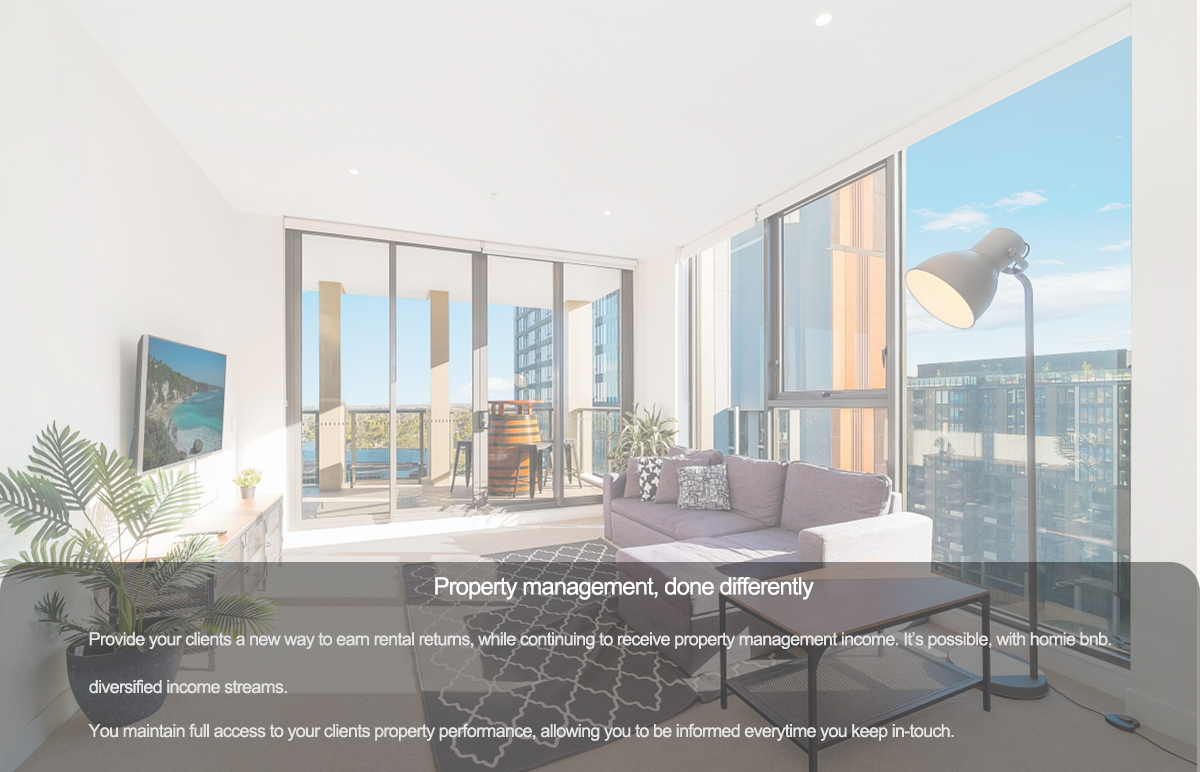 Property management, done differently
Provide your clients a new way to earn rental returns, while continuing to receive property management income. It's possible, with homie bnb.
diversified income streams.
You maintain full access to your clients property performance, allowing you to be informed everytime you keep in-touch.